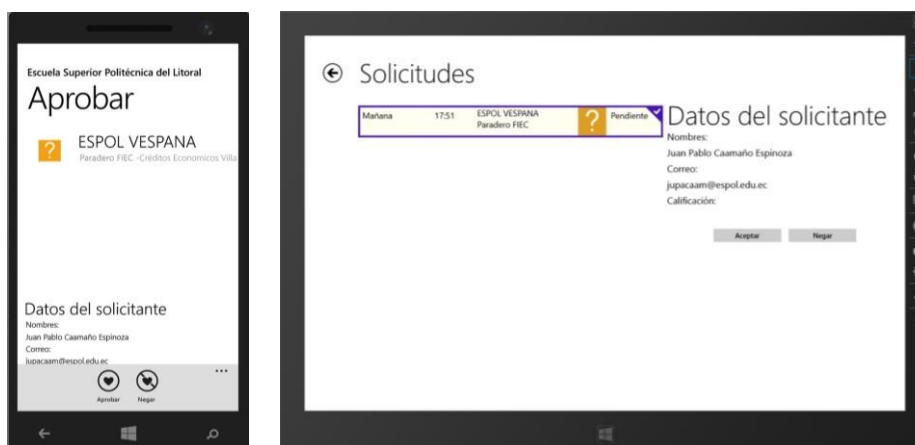 Escuela Superior Politécnica del Litoral
Aprobar
ESPOL VESPANA
Paradero FIEC -Créditos Economicos Villa
Datos del solicitante
Nombres:
Juan Pablo Caamaño Espinoza
Correo:
jupacaam@espol.edu.ec
Aprobar
Negar
Solicitudes
Mañana 17:51 ESPOL VESPANA
Paradero FIEC
? Pendiente
Datos del solicitante
Nombres:
Juan Pablo Caamaño Espinoza
Correo:
jupacaam@espol.edu.ec
Calificación:
Aceptar
Negar